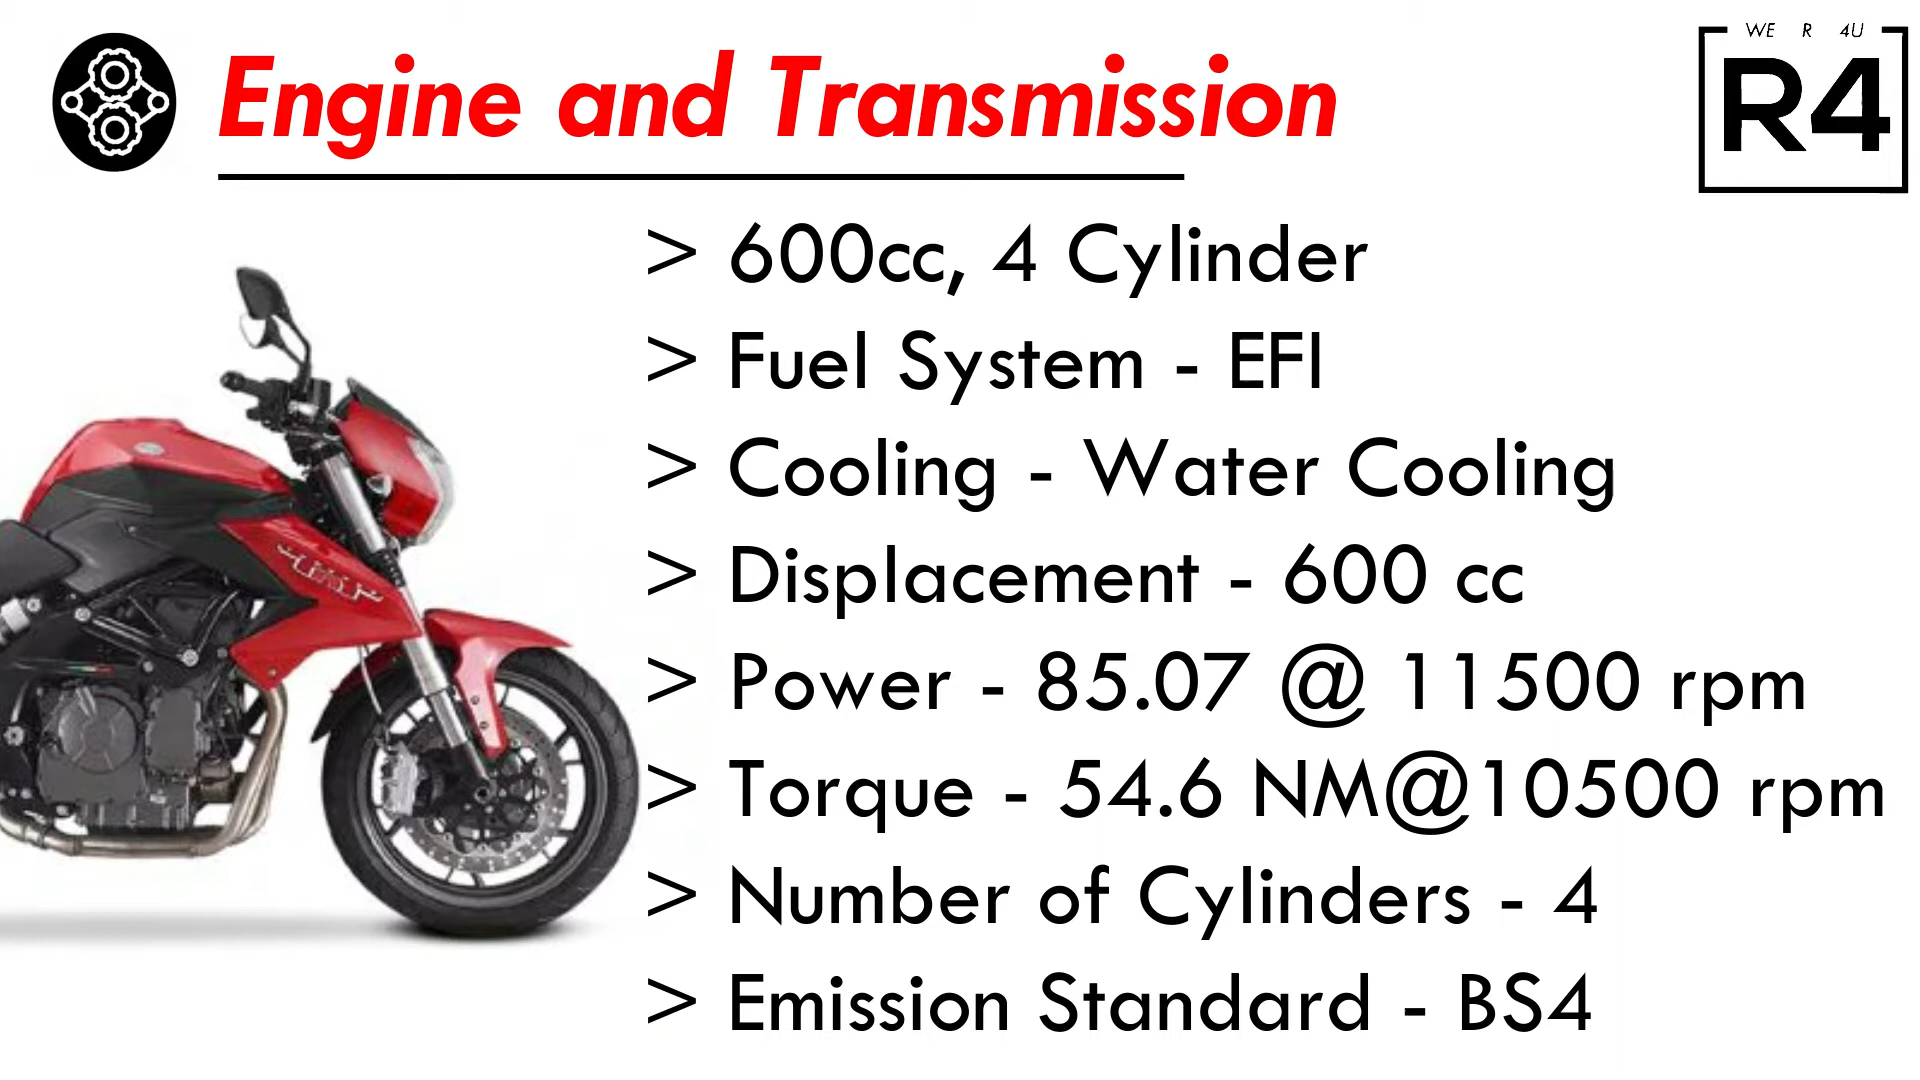 Engine and Transmission
WE R 4U
R4
> 600cc, 4 Cylinder
> Fuel System - EFI
> Cooling - Water Cooling
> Displacement - 600 cc
> Power - 85.07 @ 11500 rpm
> Torque - 54.6 NM@10500 rpm
> Number of Cylinders - 4
> Emission Standard - BS4